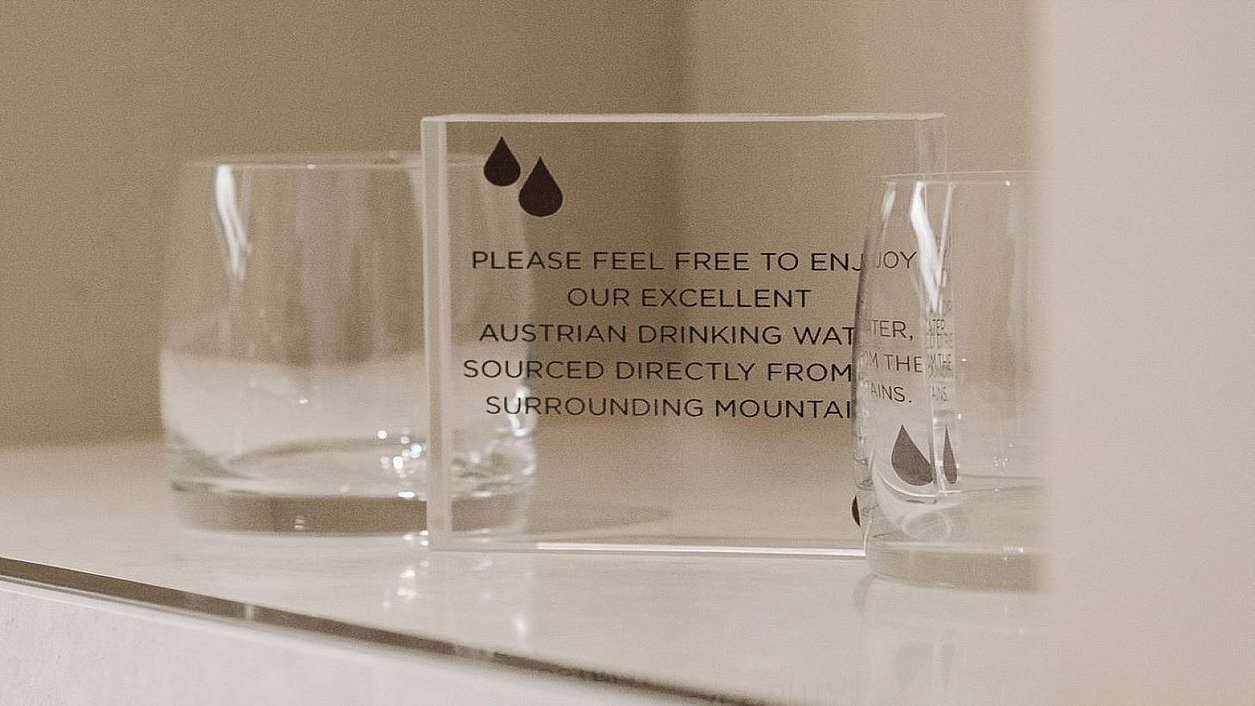 PLEASE FEEL FREE TO ENJOY
OUR EXCELLENT
AUSTRIAN DRINKING WATER,
SOURCED DIRECTLY FROM THE
SURROUNDING MOUNTAINS.